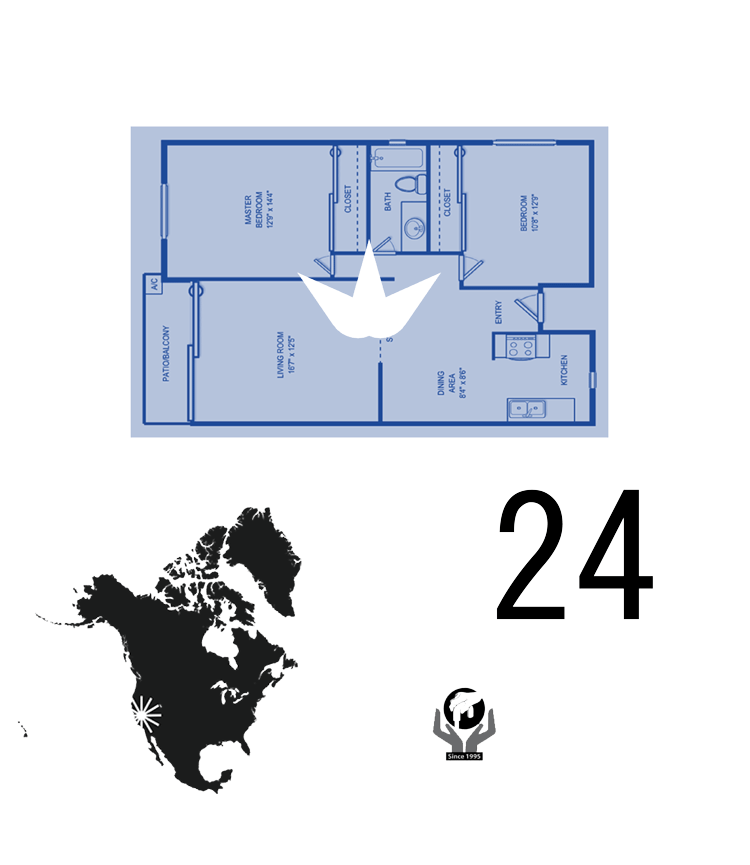 MASTER
BEDROOM
12'9" x 14'4"
CLOSET
BATH
CLOSET
BEDROOM
10'8" x 12'9"
A/C
PATIO/BALCONY
LIVING ROOM
16'7" x 12'5"
ENTRY
DINING
AREA
8'4" x 8'6"
KITCHEN
24
Since 1995